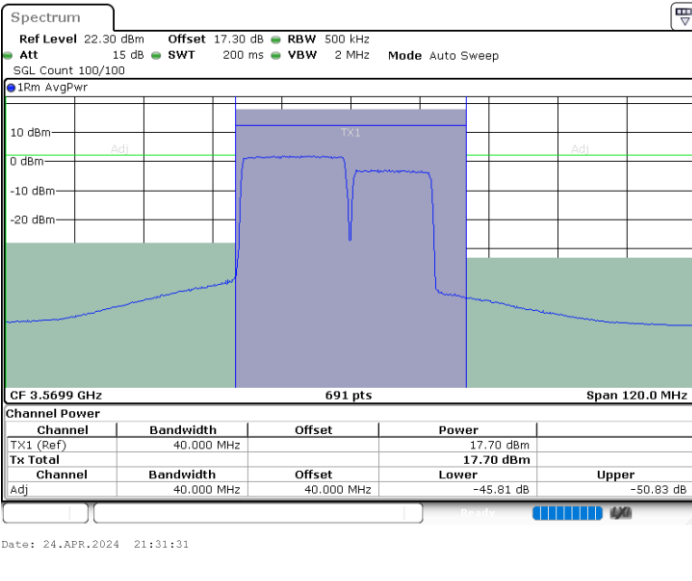 Spectrum
Ref Level 22.30 dBm Offset 17.30 dB RBW 500 kHz
Att 15 dB SWT 200 ms VBW 2 MHz Mode Auto Sweep
SGL Count 100/100
1Rm AvgPwr
10 dBm
TX1
Adj
Adj
0 dBm
-10 dBm
-20 dBm
CF 3.5699 GHz 691 pts Span 120.0 MHz
Channel Power
Channel Bandwidth Offset Power
TX1 (Ref) 40.000 MHz 17.70 dBm
Tx Total 17.70 dBm
Channel Bandwidth Offset Lower Upper
Adj 40.000 MHz 40.000 MHz -45.81 dB -50.83 dB
Ready
Date: 24.APR.2024 21:31:31